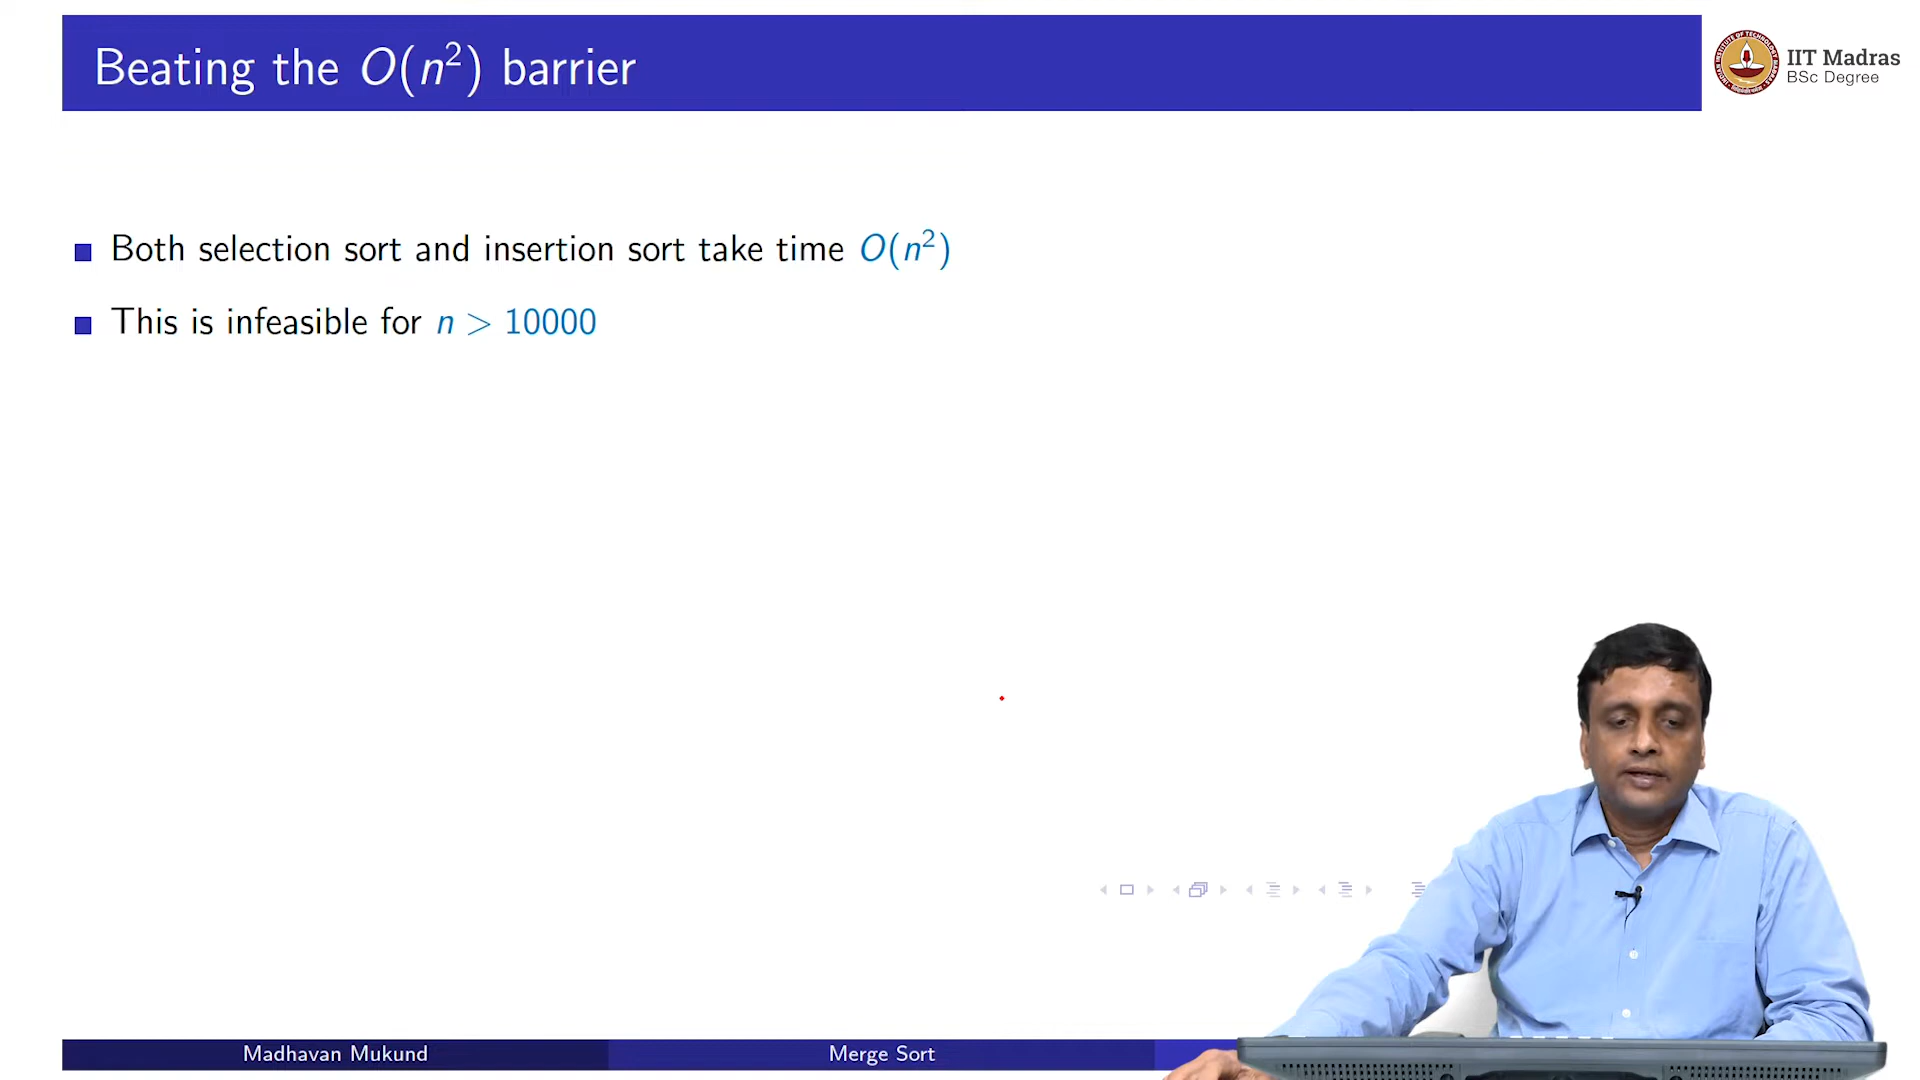 Beating the O(n²) barrier
IIT Madras
BSc Degree
Both selection sort and insertion sort take time O(n²)
This is infeasible for n > 10000
Madhavan Mukund
Merge Sort